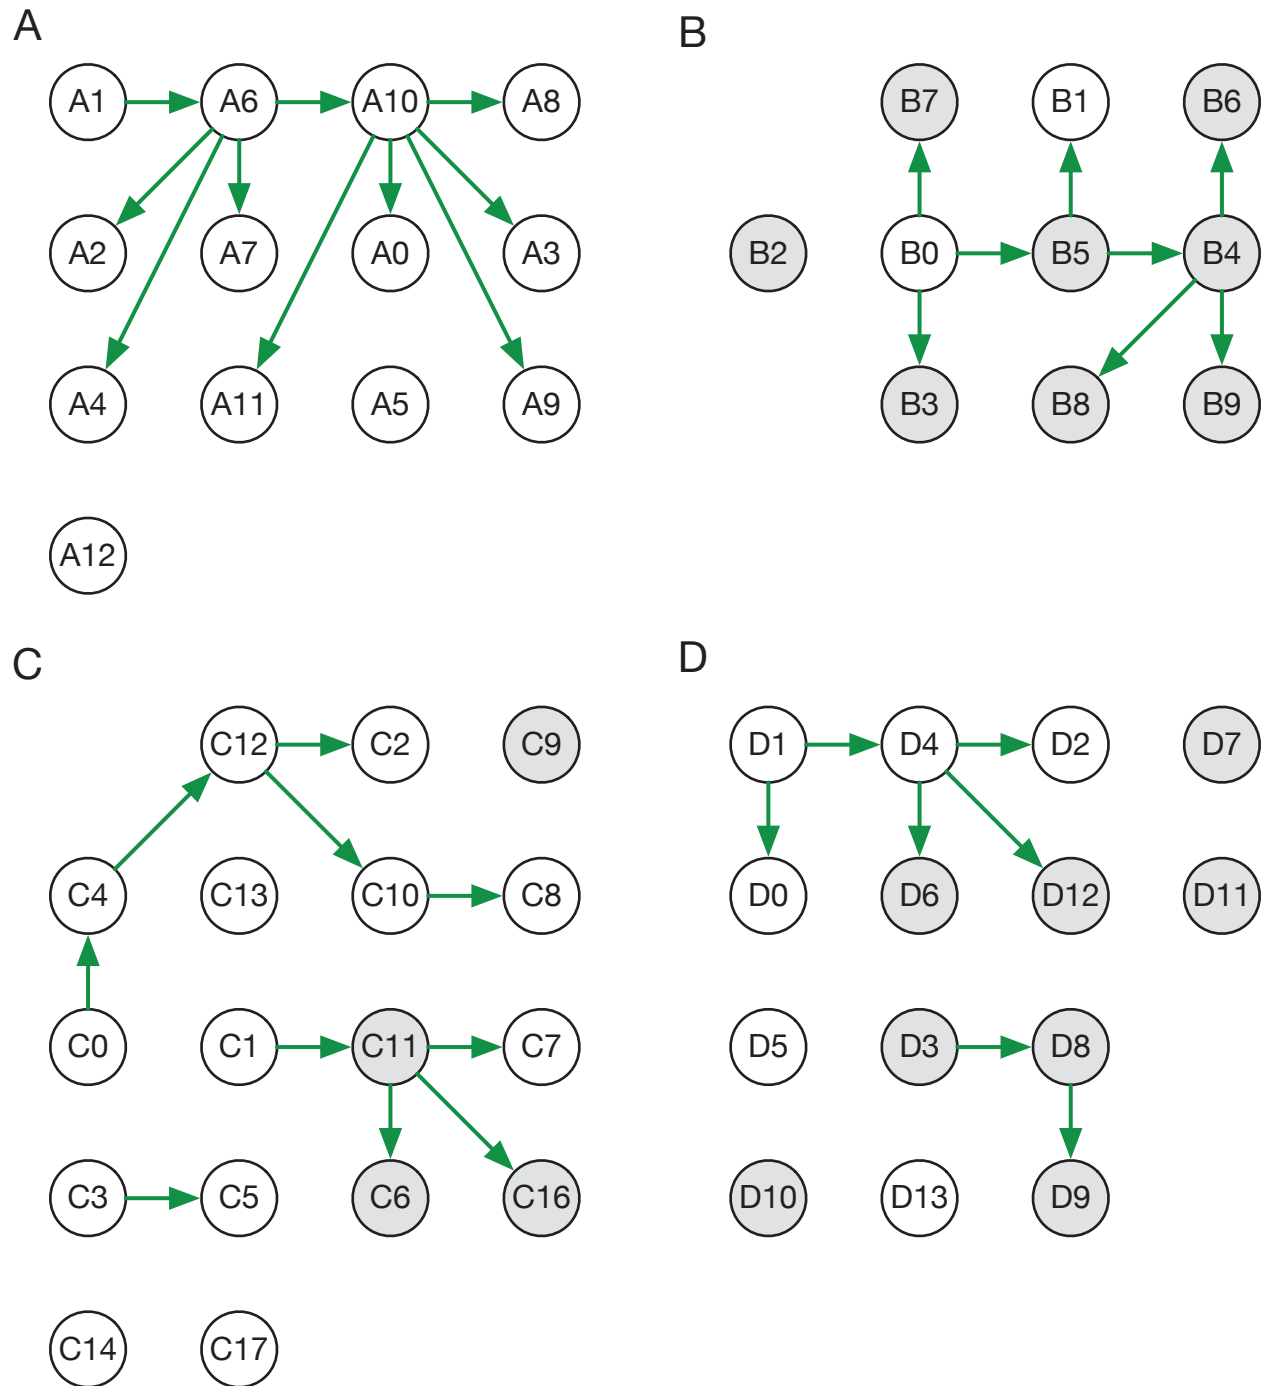 A
A1 A6 A10 A8
A2 A7 A0 A3
A4 A11 A5 A9
A12
B
B7 B1 B6
B2 B0 B5 B4
B3 B8 B9
C
C12 C2 C9
C4 C13 C10 C8
C0 C1 C11 C7
C3 C5 C6 C16
C14 C17
D
D1 D4 D2 D7
D0 D6 D12 D11
D5 D3 D8
D10 D13 D9